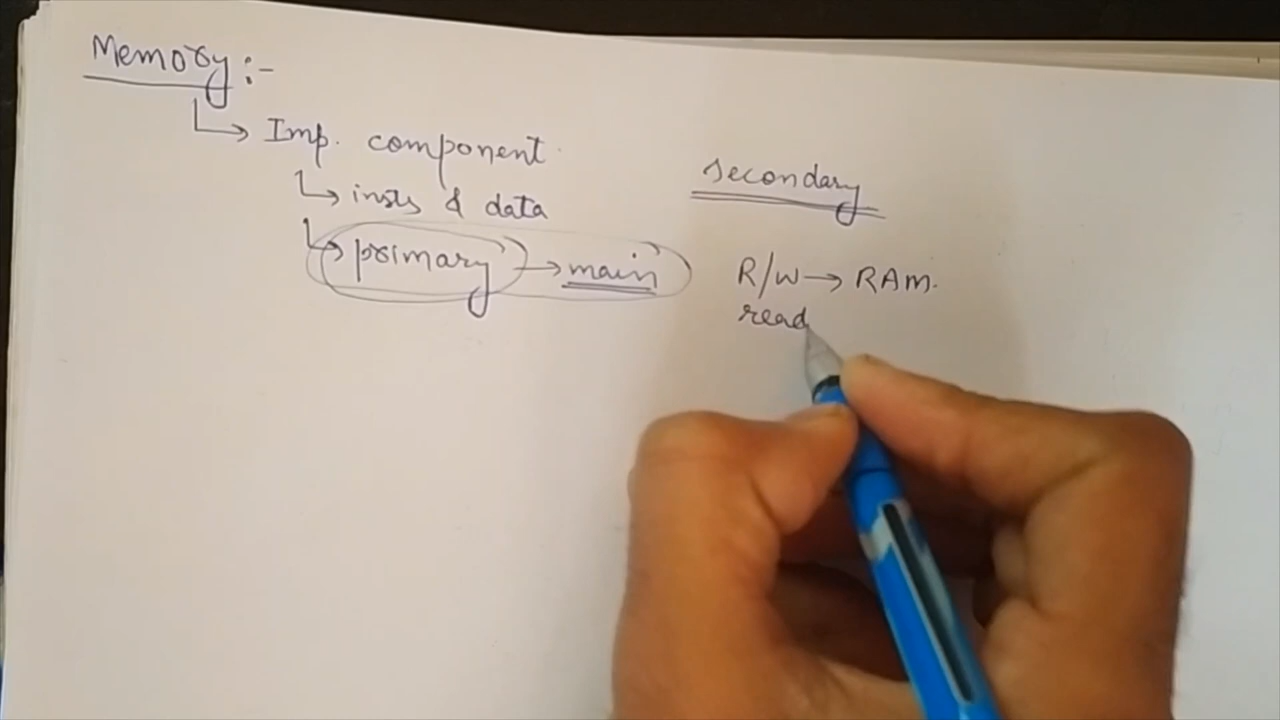 Memory :-
↳ Imp. component
↳ insts & data
↳ primary → main
secondary
R/W → RAM.
read